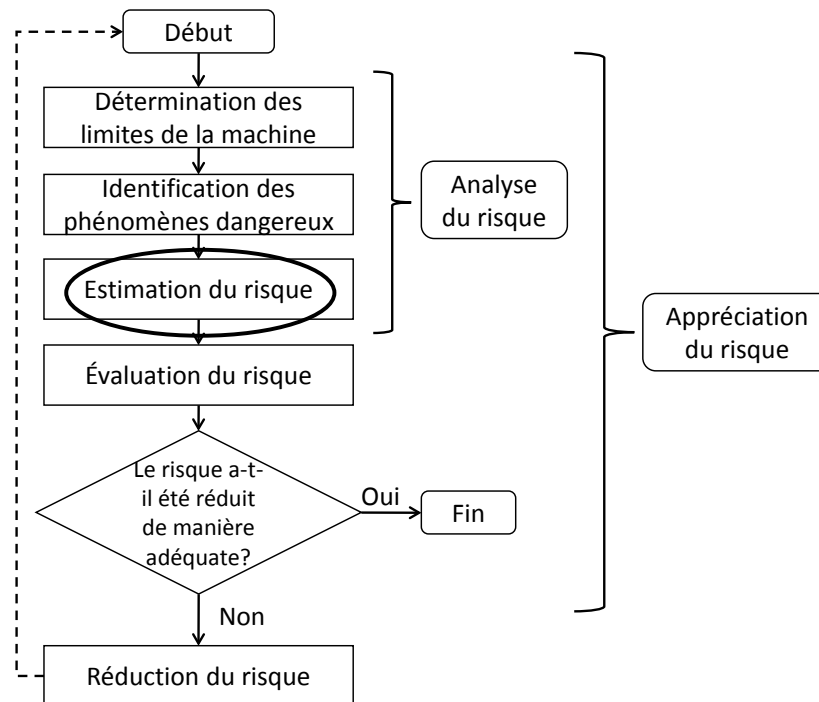 Début
Détermination des
limites de la machine
Identification des
phénomènes dangereux
Analyse
du risque
Estimation du risque
Appréciation
du risque
Évaluation du risque
Le risque a-t-
il été réduit
de manière
adéquate?
Oui
Fin
Non
Réduction du risque